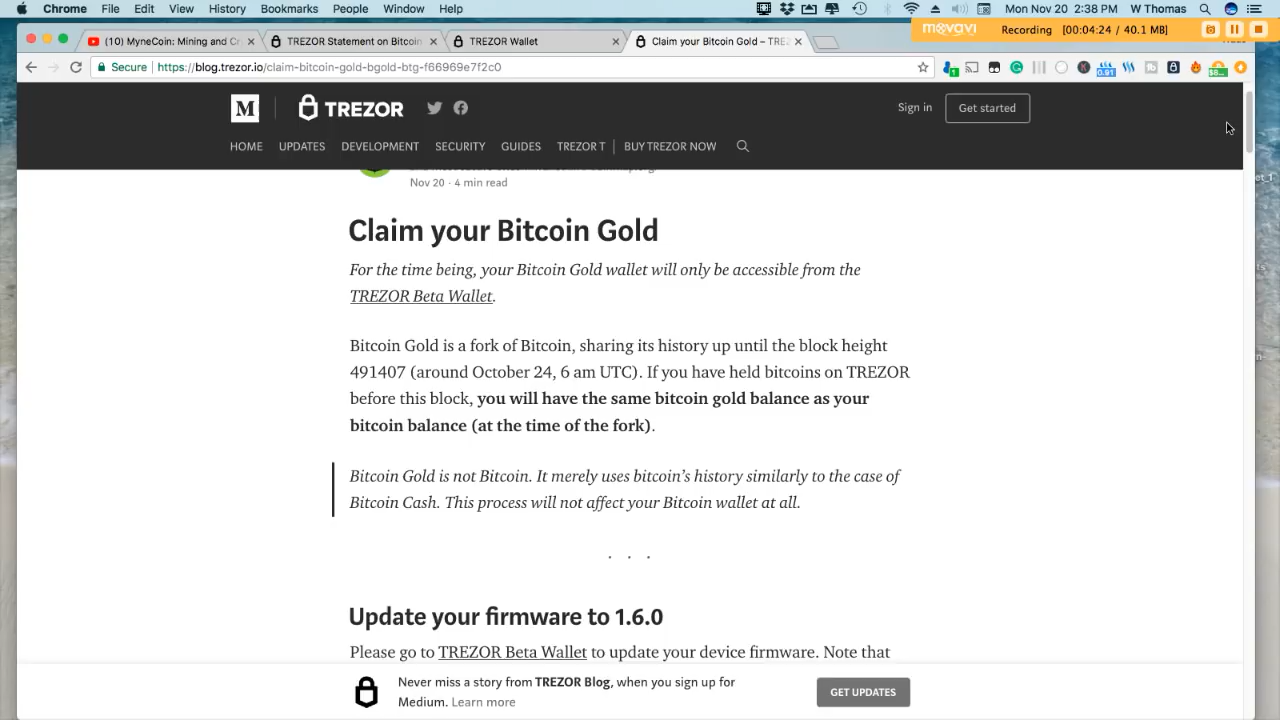 Chrome File Edit View History Bookmarks People Window Help Mon Nov 20 2:38 PM W Thomas
movavi Recording [00:04:24 / 40.1 MB]
(10) MyneCoin: Mining and Cr TREZOR Statement on Bitcoin TREZOR Wallet Claim your Bitcoin Gold – TREZ
Secure https://blog.trezor.io/claim-bitcoin-gold-bgold-btg-f66969e7f2c0
M TREZOR Sign in Get started
HOME UPDATES DEVELOPMENT SECURITY GUIDES TREZOR T BUY TREZOR NOW
Nov 20 · 4 min read
Claim your Bitcoin Gold
For the time being, your Bitcoin Gold wallet will only be accessible from the
TREZOR Beta Wallet.
Bitcoin Gold is a fork of Bitcoin, sharing its history up until the block height
491407 (around October 24, 6 am UTC). If you have held bitcoins on TREZOR
before this block, you will have the same bitcoin gold balance as your
bitcoin balance (at the time of the fork).
Bitcoin Gold is not Bitcoin. It merely uses bitcoin's history similarly to the case of
Bitcoin Cash. This process will not affect your Bitcoin wallet at all.
. . .
Update your firmware to 1.6.0
Please go to TREZOR Beta Wallet to update your device firmware. Note that
Never miss a story from TREZOR Blog, when you sign up for
Medium. Learn more
GET UPDATES